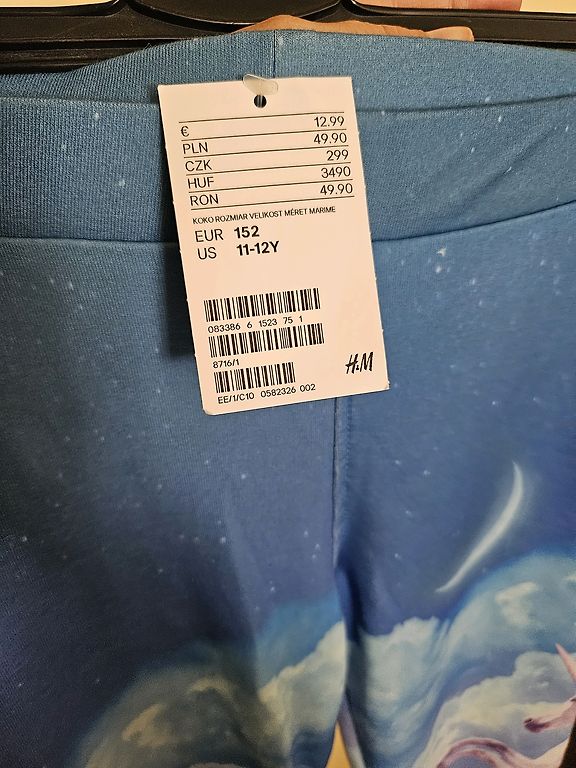 € 12.99
PLN 49.90
CZK 299
HUF 3490
RON 49.90
KOKO ROZMIAR VELIKOST MÉRET MARIME
EUR 152
US 11-12Y
083386 6 1523 75 1
8716/1
H&M
EE/1/C10 0582326 002